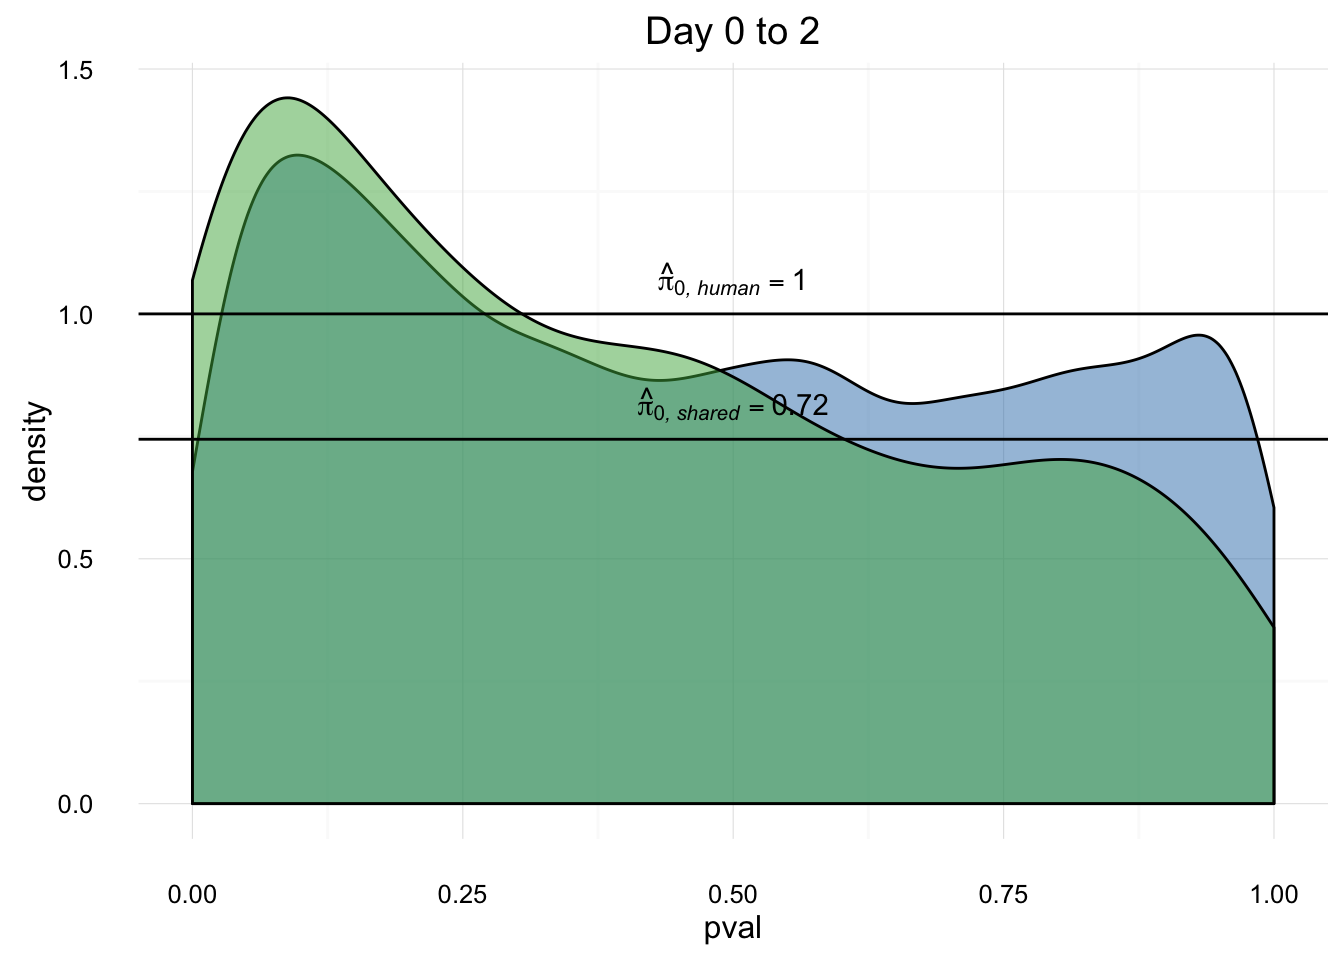 Day 0 to 2
1.5
1.0
0.5
0.0
density
π̂0, human = 1
π̂0, shared = 0.72
0.00 0.25 0.50 0.75 1.00
pval